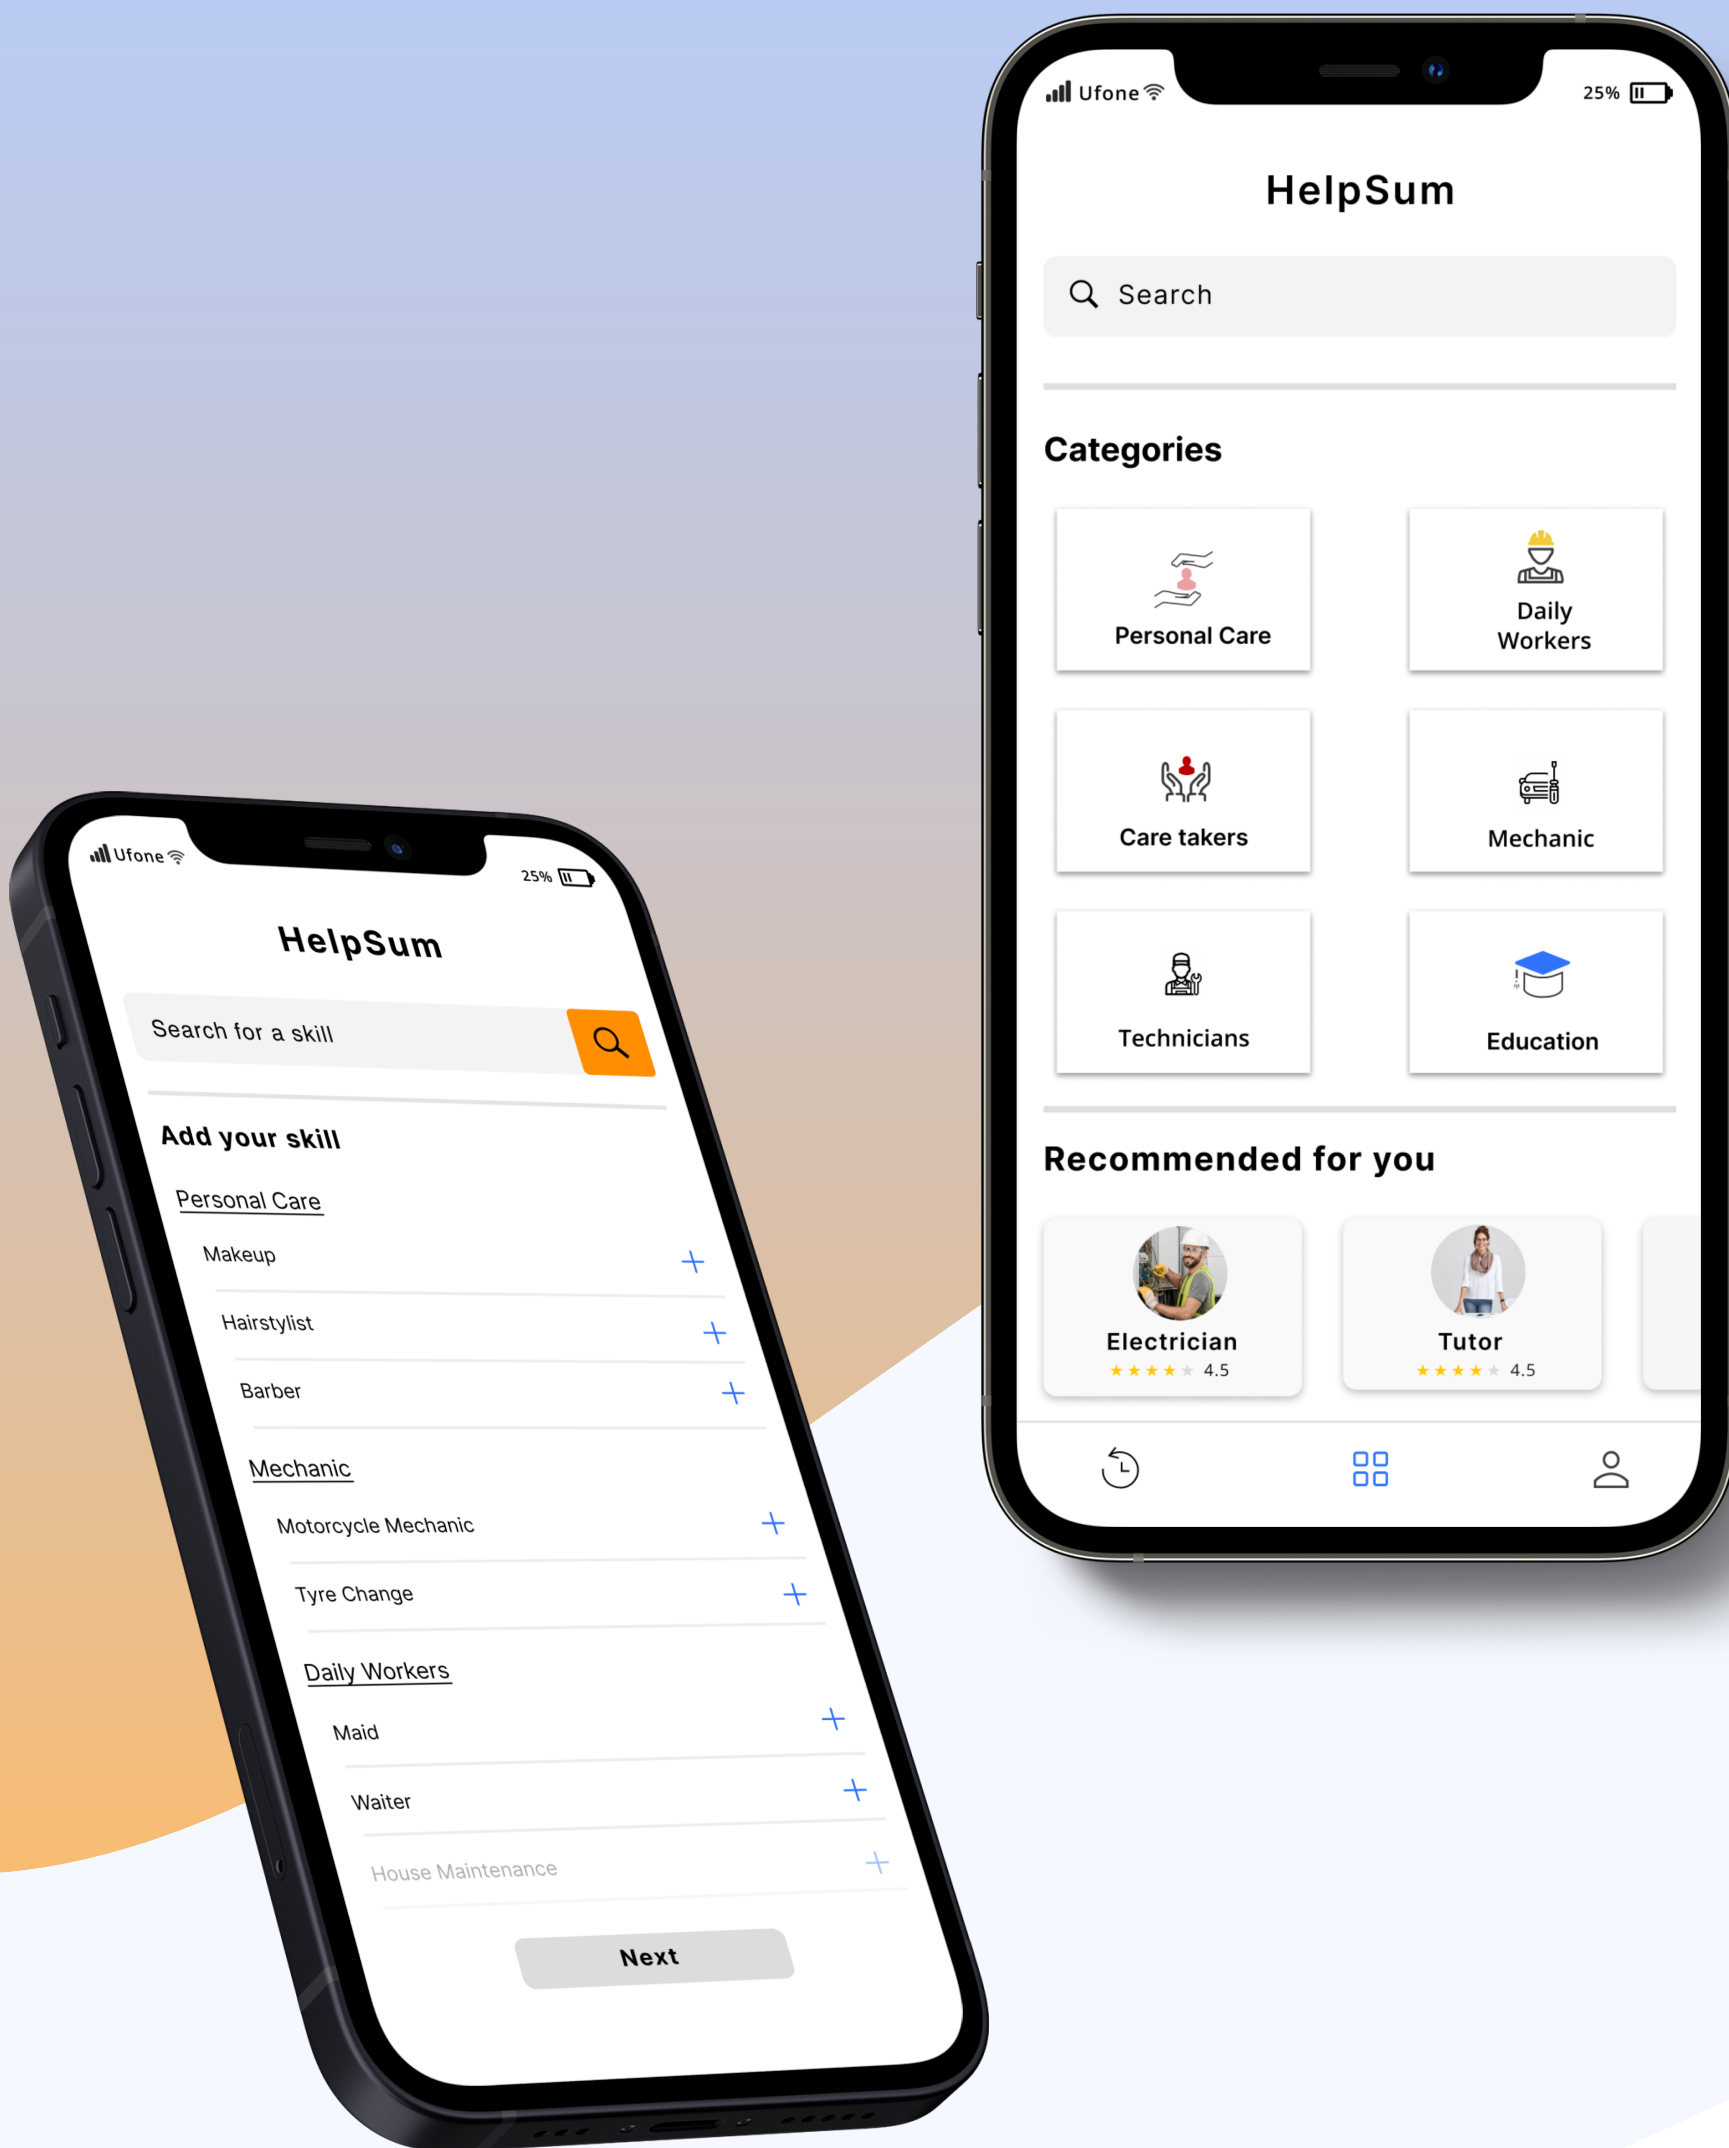 Ufone
25%
HelpSum
Search
Categories
Personal Care
Daily
Workers
Care takers
Mechanic
Technicians
Education
Recommended for you
Electrician
4.5
Tutor
4.5
Ufone
25%
HelpSum
Search for a skill
Add your skill
Personal Care
Makeup
Hairstylist
Barber
Mechanic
Motorcycle Mechanic
Tyre Change
Daily Workers
Maid
Waiter
House Maintenance
Next